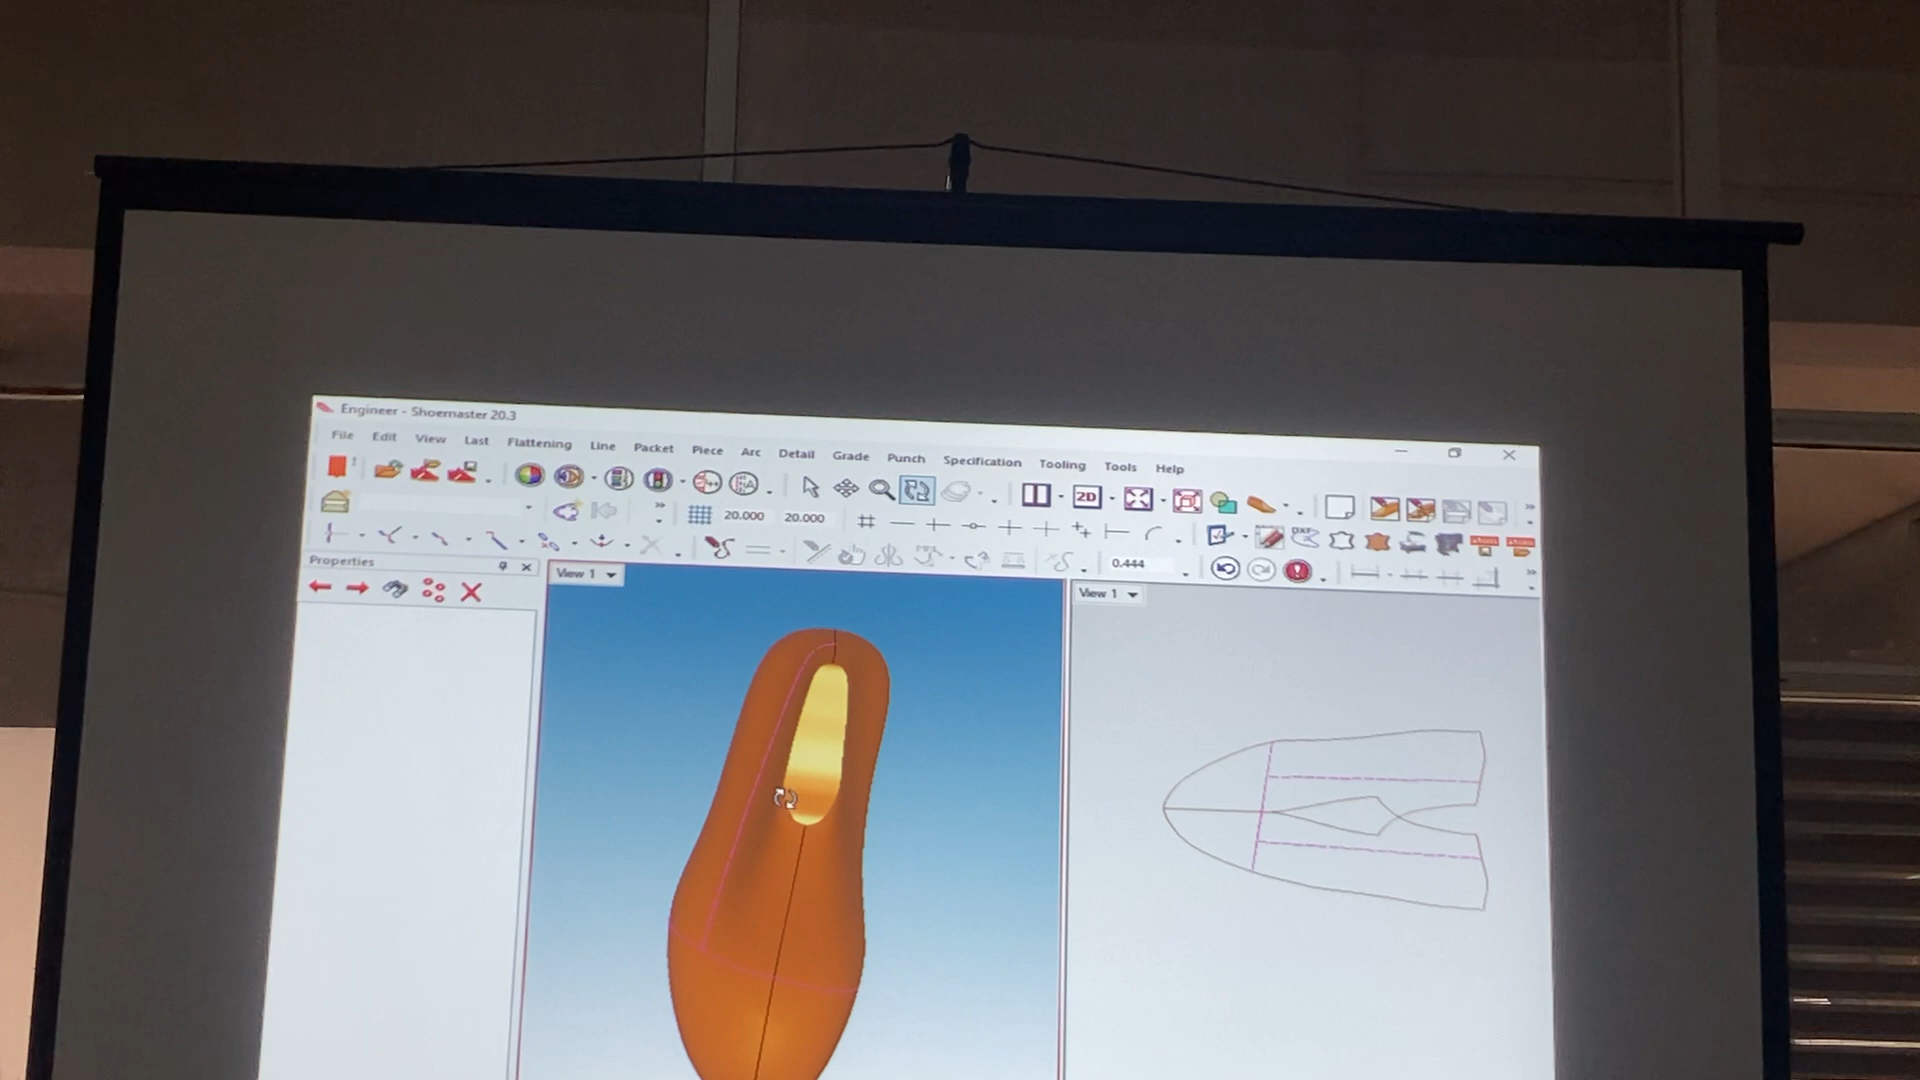 Engineer - Shoemaster 20.3
File Edit View Last Flattening Line Packet Piece Arc Detail Grade Punch Specification Tooling Tools Help
2D
20.000 20.000
DXF
0.444
Properties
View 1
View 1